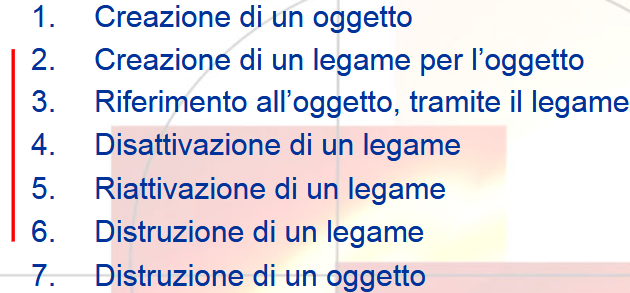 1. Creazione di un oggetto
2. Creazione di un legame per l’oggetto
3. Riferimento all’oggetto, tramite il legame
4. Disattivazione di un legame
5. Riattivazione di un legame
6. Distruzione di un legame
7. Distruzione di un oggetto